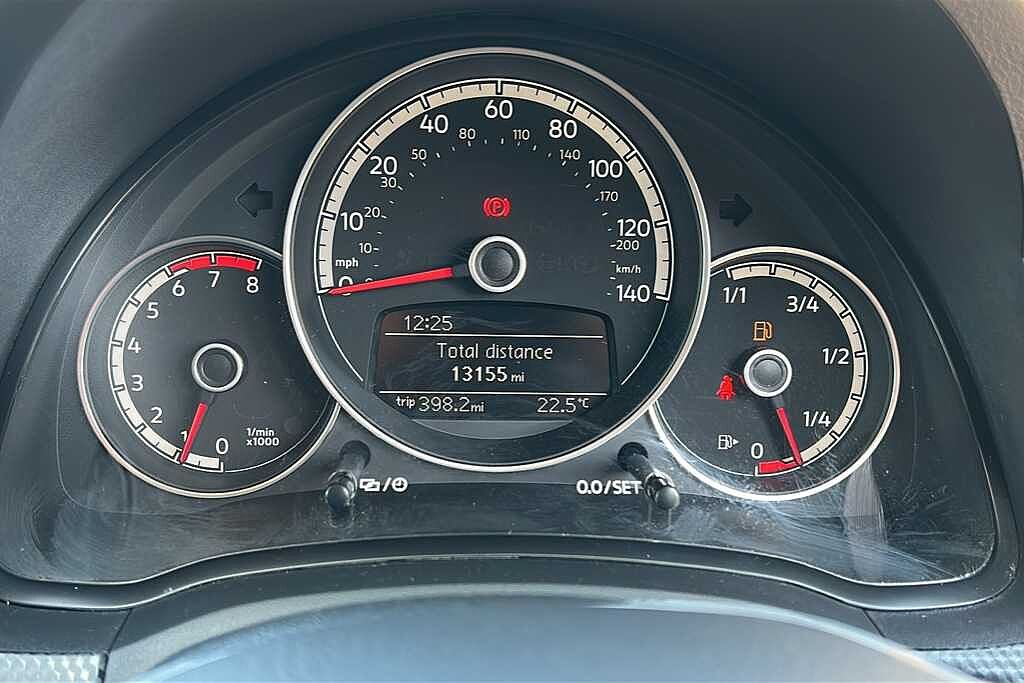 60
40 80
80 110
20 50 140 100
30 170
10 20 120
10 200
mph km/h
0 0 140
12:25
Total distance
13155 mi
trip 398.2 mi 22.5°C
8
7
6
5
4
3
2
1
0
1/min
x1000
1/1
3/4
1/2
1/4
0
P
0.0/SET